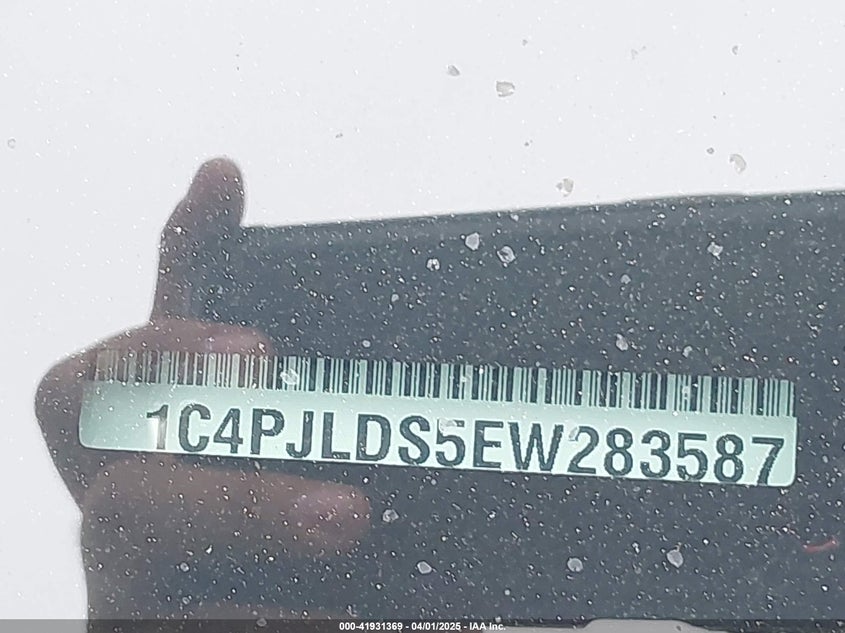 1C4PJLDS5EW283587
000-41931369 - 04/01/2025 - IAA Inc.